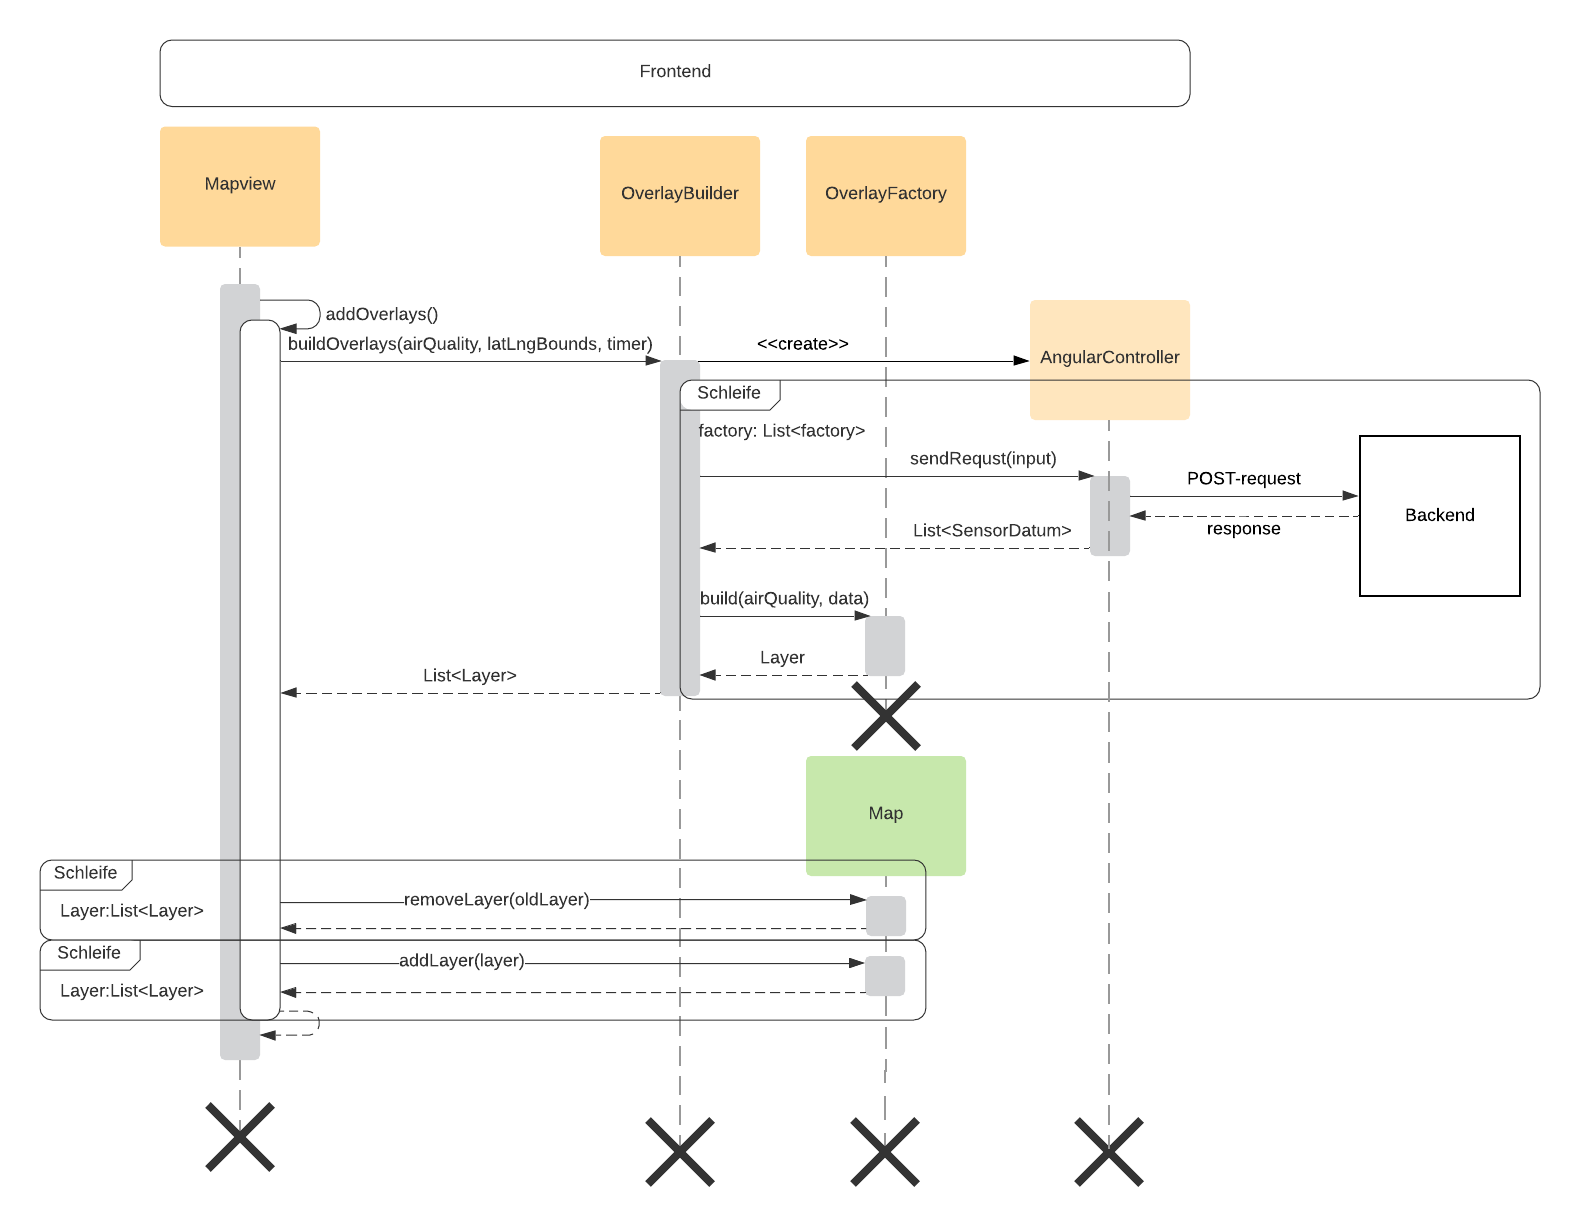 Frontend
Mapview
OverlayBuilder
OverlayFactory
addOverlays()
buildOverlays(airQuality, latLngBounds, timer)
<<create>>
AngularController
Schleife
factory: List<factory>
sendRequst(input)
POST-request
Backend
response
List<SensorDatum>
build(airQuality, data)
Layer
List<Layer>
Map
Schleife
removeLayer(oldLayer)
Layer:List<Layer>
Schleife
addLayer(layer)
Layer:List<Layer>